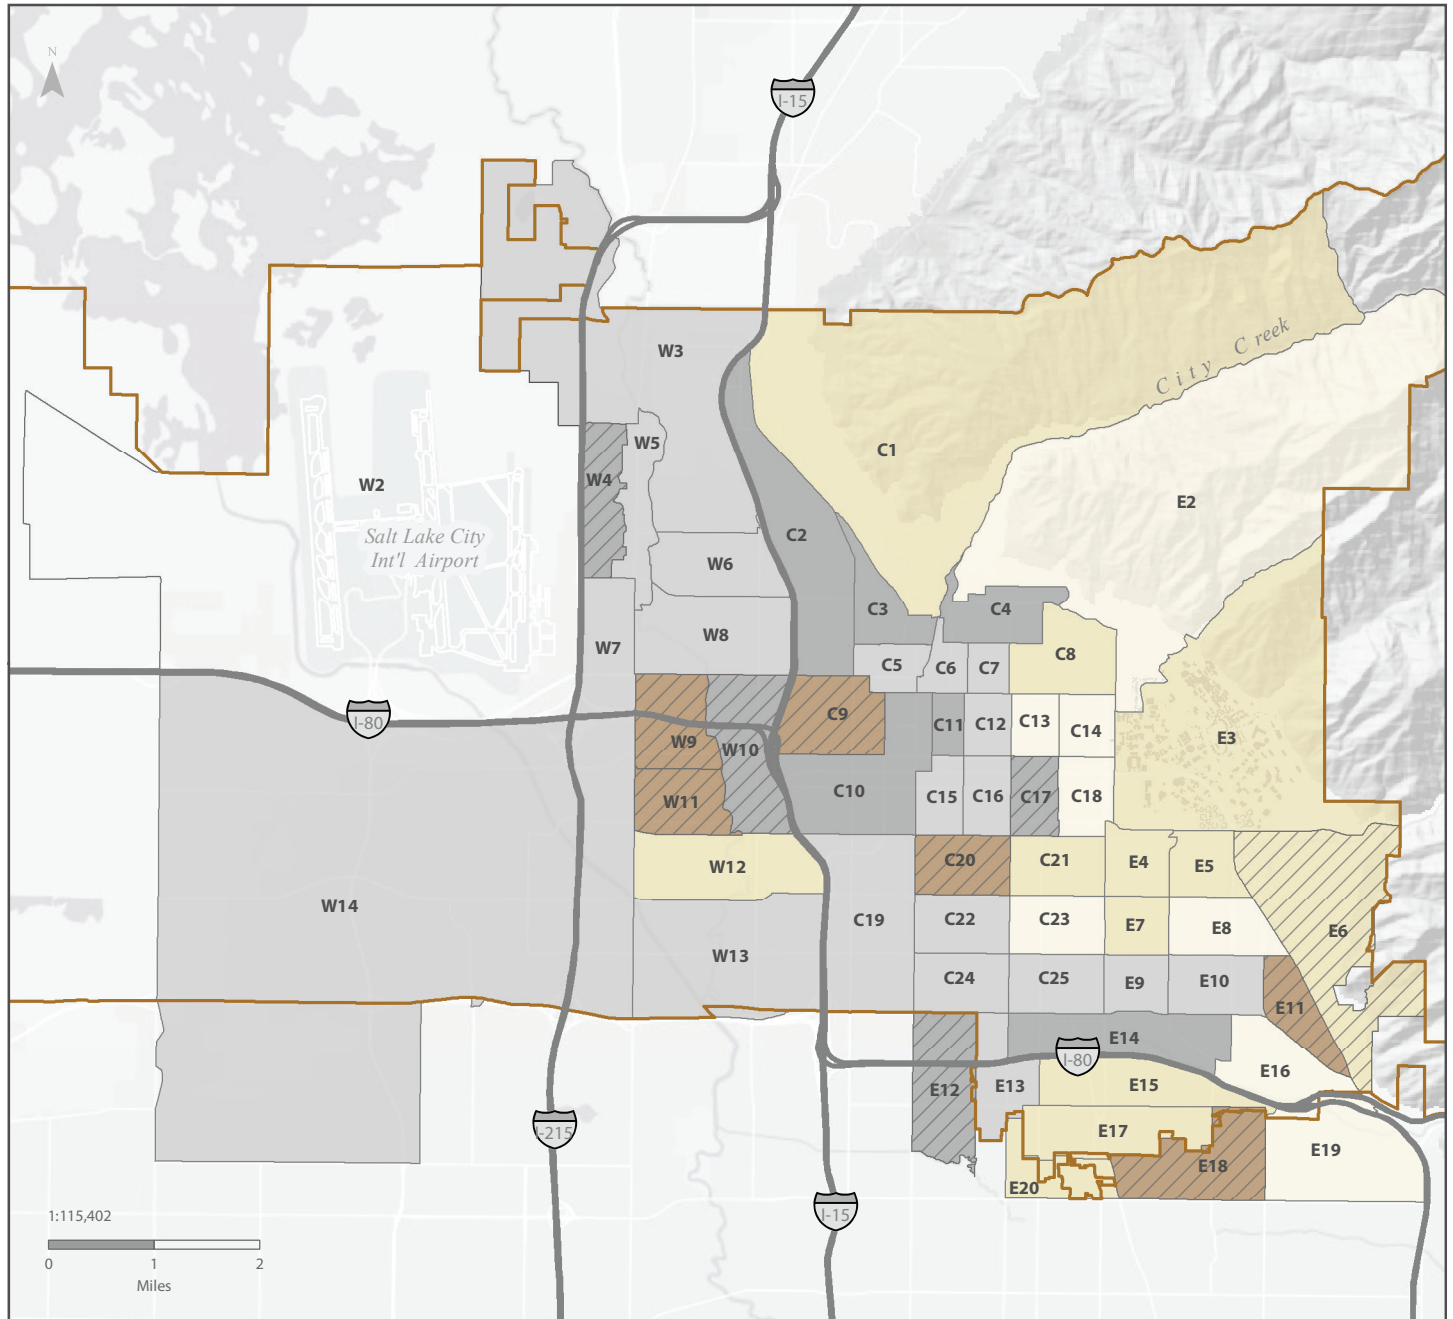 N
I-15
W3
City Creek
W5
C1
W4
W2
E2
Salt Lake City
Int'l Airport
C2
W6
C3
C4
W8
W7
C5
C6
C7
C8
C9
I-80
C11
C12
C13
C14
E3
W9
W10
W11
C10
C15
C16
C17
C18
W12
C20
C21
E4
E5
W14
C19
C22
C23
E7
E8
E6
W13
C24
C25
E9
E10
E11
E14
I-80
E12
E13
E15
E16
I-215
E17
E19
E18
E20
I-15
1:115,402
0 1 2
Miles